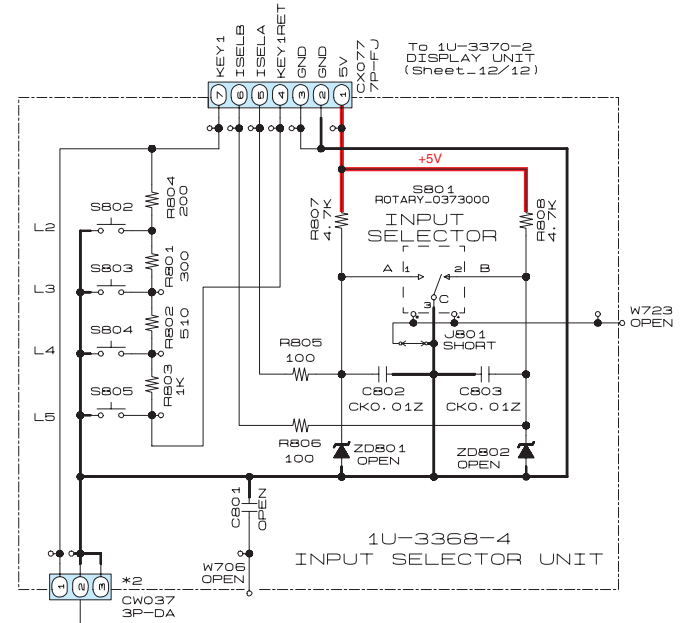 KEY1
ISELB
ISELA
KEY1RET
GND
GND
5V
CX077
7P-FJ
To 1U-3370-2
DISPLAY UNIT
(Sheet_12/12)
7
6
5
4
3
2
1
+5V
S801
ROTARY_0373000
INPUT
SELECTOR
R804
200
R807
4.7K
R808
4.7K
L2
S802
R801
300
L3
S803
R802
510
L4
S804
R803
1K
L5
S805
A
1
2
B
3
C
J801
SHORT
W723
OPEN
R805
100
C802
CK0.01Z
C803
CK0.01Z
R806
100
ZD801
OPEN
ZD802
OPEN
C801
OPEN
W706
OPEN
1U-3368-4
INPUT SELECTOR UNIT
1
2
3
*2
CW037
3P-DA